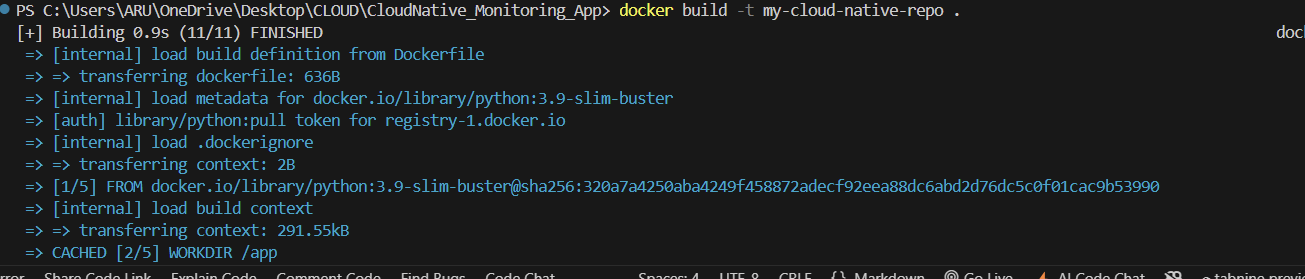 PS C:\Users\ARU\OneDrive\Desktop\CLOUD\CloudNative_Monitoring_App> docker build -t my-cloud-native-repo .
[+] Building 0.9s (11/11) FINISHED
=> [internal] load build definition from Dockerfile
=> => transferring dockerfile: 636B
=> [internal] load metadata for docker.io/library/python:3.9-slim-buster
=> [auth] library/python:pull token for registry-1.docker.io
=> [internal] load .dockerignore
=> => transferring context: 2B
=> [1/5] FROM docker.io/library/python:3.9-slim-buster@sha256:320a7a4250aba4249f458872adecf92eea88dc6abd2d76dc5c0f01cac9b53990
=> [internal] load build context
=> => transferring context: 291.55kB
=> CACHED [2/5] WORKDIR /app
Share Code Link Explain Code Comment Code Find Bugs Code Chat Spaces: 4 UTF-8 CRLF {} Markdown Go Live AI Code Chat